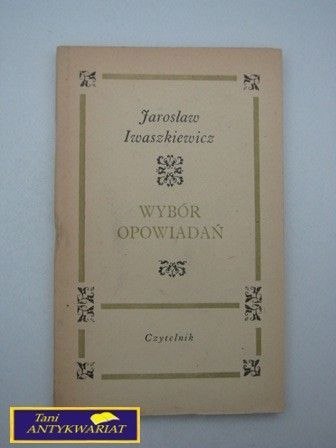 Jarosław
Iwaszkiewicz
WYBÓR
OPOWIADAŃ
Czytelnik
Tani
ANTYKWARIAT